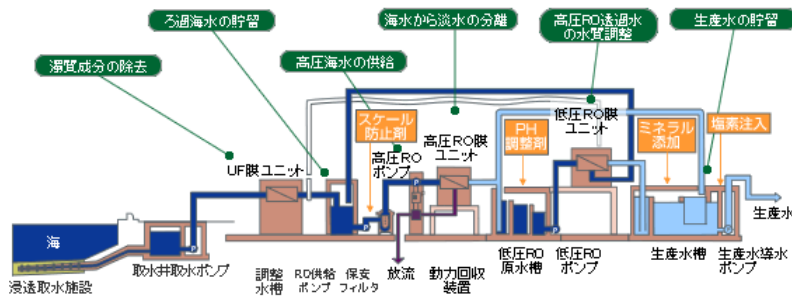 ろ過海水の貯留
海水から淡水の分離
高圧RO透過水
の水質調整
生産水の貯留
濁質成分の除去
高圧海水の供給
スケール
防止剤
高圧RO
ポンプ
高圧RO膜
ユニット
PH
調整剤
低圧RO膜
ユニット
ミネラル
添加
塩素注入
UF膜ユニット
海
生産水
浸透取水施設
取水井取水ポンプ
調整
水槽
RO供給
ポンプ
保安
フィルタ
放流
動力回収
装置
低圧RO
原水槽
低圧RO
ポンプ
生産水槽
生産水導水
ポンプ
P
P
P
P
P
P